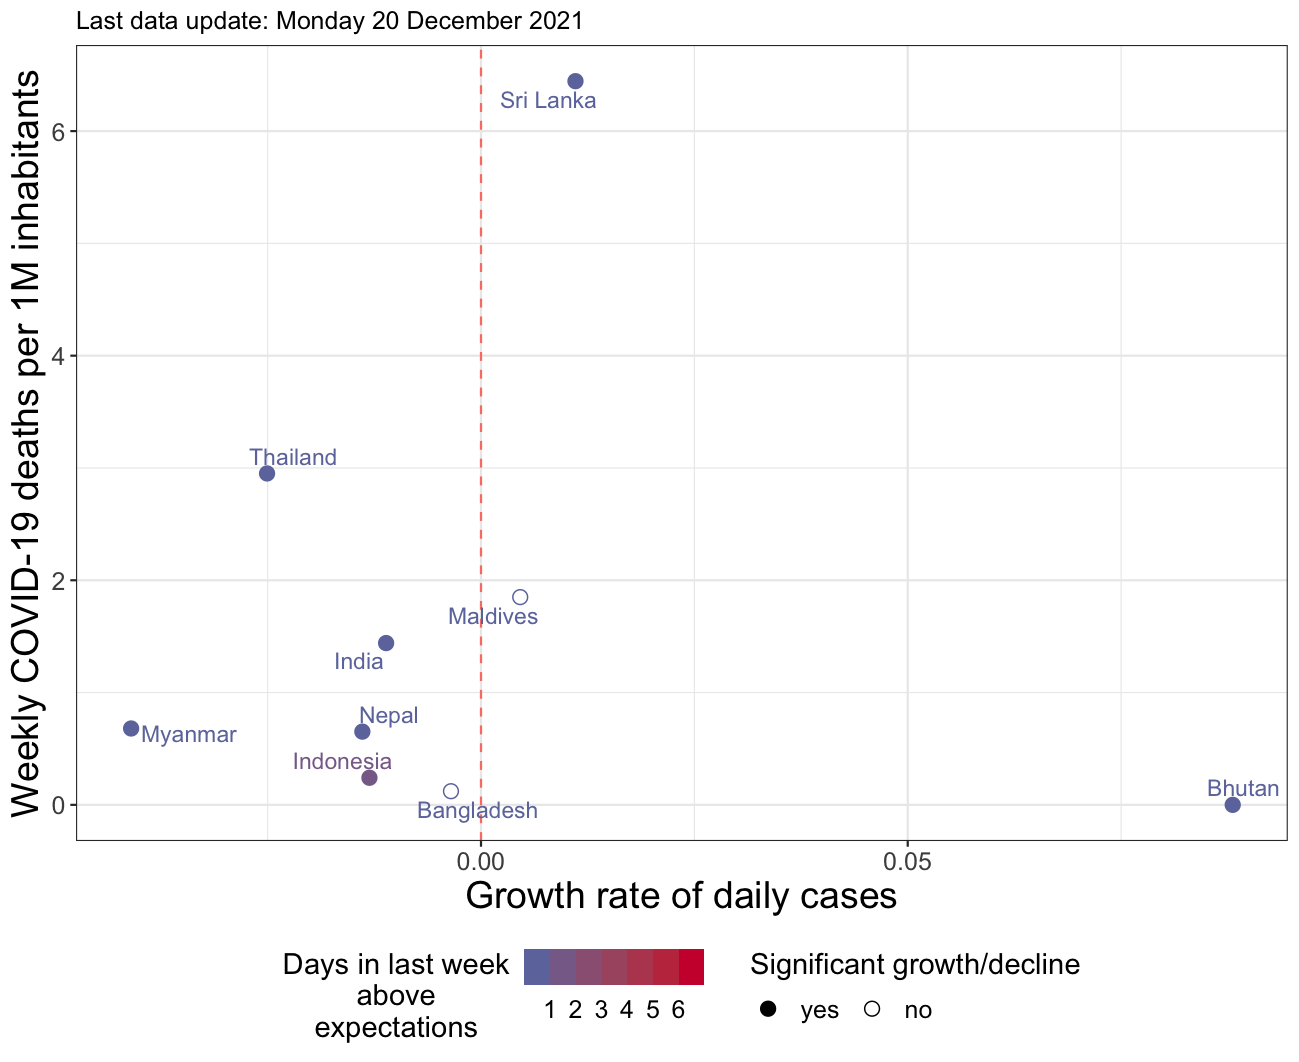 Last data update: Monday 20 December 2021
Weekly COVID-19 deaths per 1M inhabitants
6
4
2
0
Sri Lanka
Thailand
Maldives
India
Nepal
Myanmar
Indonesia
Bhutan
Bangladesh
0.00
0.05
Growth rate of daily cases
Days in last week
above
expectations
1 2 3 4 5 6
Significant growth/decline
yes
no